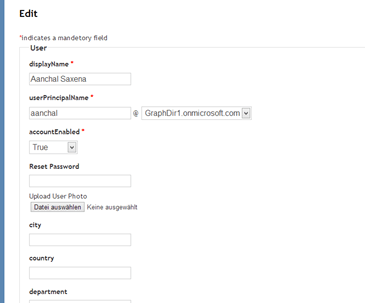 Edit
*Indicates a mandetory field
User
displayName *
Aanchal Saxena
userPrincipalName *
aanchal @ GraphDir1.onmicrosoft.com
accountEnabled *
True
Reset Password
Upload User Photo
Datei auswählen Keine ausgewählt
city
country
department